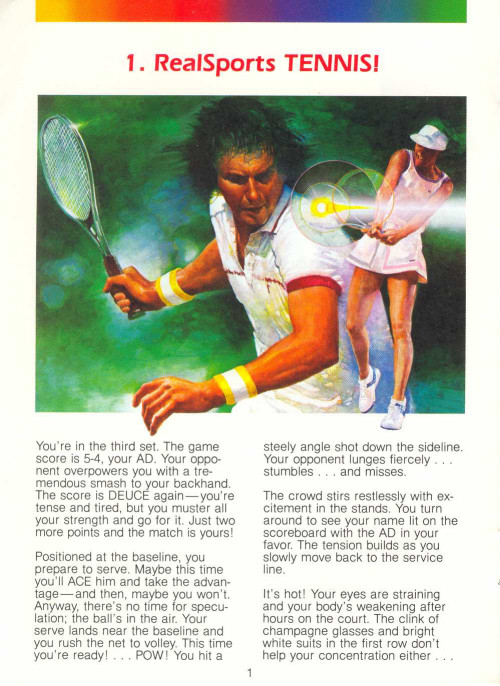 1. RealSports TENNIS!
You're in the third set. The game
score is 5-4, your AD. Your oppo-
nent overpowers you with a tre-
mendous smash to your backhand.
The score is DEUCE again—you're
tense and tired, but you muster all
your strength and go for it. Just two
more points and the match is yours!
Positioned at the baseline, you
prepare to serve. Maybe this time
you'll ACE him and take the advan-
tage—and then, maybe you won't.
Anyway, there's no time for specu-
lation; the ball's in the air. Your
serve lands near the baseline and
you rush the net to volley. This time
you're ready! . . . POW! You hit a
steely angle shot down the sideline.
Your opponent lunges fiercely . . .
stumbles . . . and misses.
The crowd stirs restlessly with ex-
citement in the stands. You turn
around to see your name lit on the
scoreboard with the AD in your
favor. The tension builds as you
slowly move back to the service
line.
It's hot! Your eyes are straining
and your body's weakening after
hours on the court. The clink of
champagne glasses and bright
white suits in the first row don't
help your concentration either . . .
1